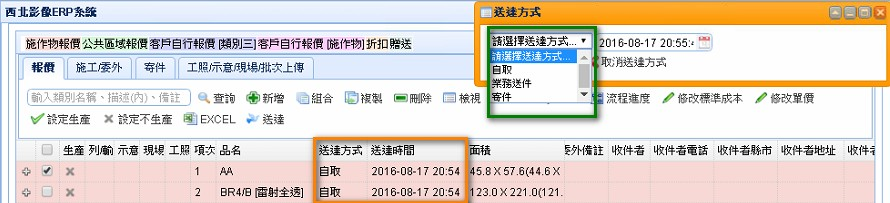 西北影像ERP系統
送達方式
施作物報價 公共區域報價 客戶自行報價 [類別三] 客戶自行報價 [施作物] 折扣 贈送
請選擇送達方式... 2016-08-17 20:55:
請選擇送達方式... 取消送達方式
自取
業務送件
寄件
報價 施工/委外 寄件 工照/示意/現場/批次上傳
輸入類別名稱、描述(內)、備註 查詢 新增 組合 複製 刪除 檢視 流程進度 修改標準成本 修改單價
設定生產 設定不生產 EXCEL 送達
生產 列/輸 示意 現場 工照 項次 品名 送達方式 送達時間 面積 委外備註 收件者 收件者電話 收件者縣市 收件者地址 收件者
1 AA 自取 2016-08-17 20:54 45.8 X 57.6(44.6 X
2 BR4/B [雷射全透] 自取 2016-08-17 20:54 123.0 X 221.0(121.